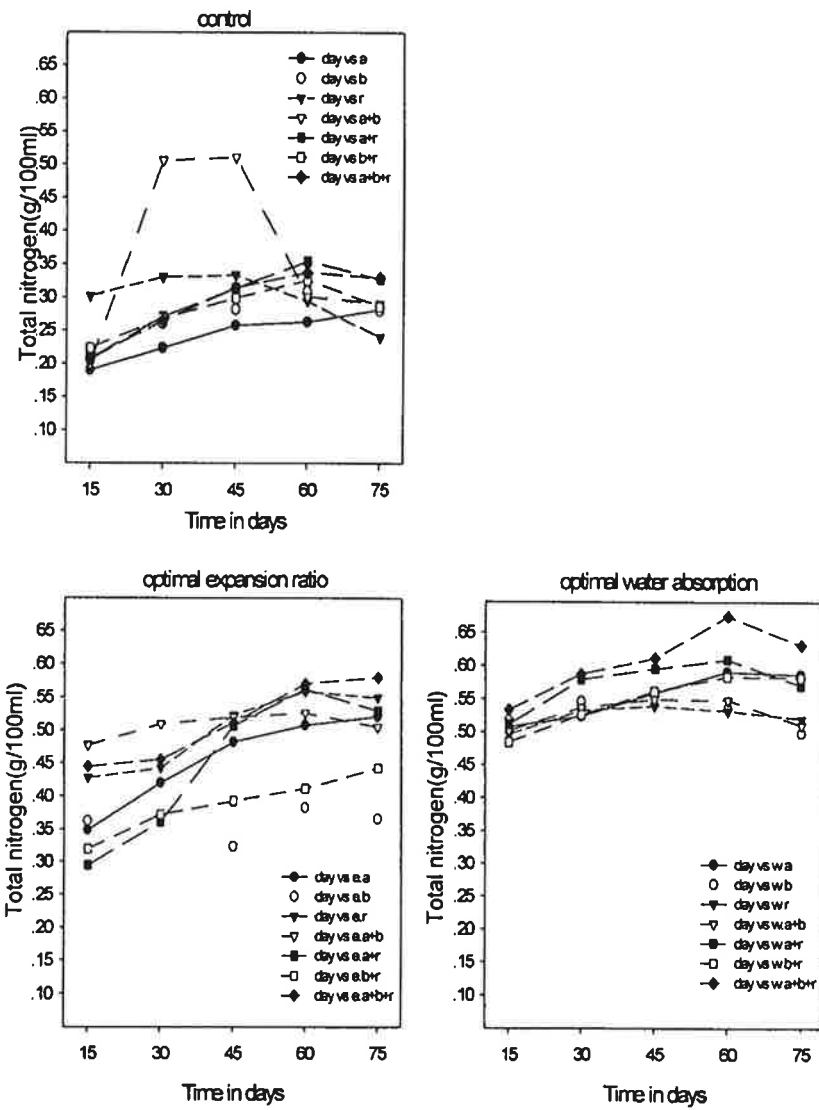 control
Total nitrogen(g/100ml)
.65
.60
.55
.50
.45
.40
.35
.30
.25
.20
.15
.10
day vs a
day vs b
day vs r
day vs a+b
day vs a+r
day vs b+r
day vs a+b+r
15 30 45 60 75
Time in days
optimal expansion ratio
Total nitrogen(g/100ml)
.65
.60
.55
.50
.45
.40
.35
.30
.25
.20
.15
.10
day vs e.a
day vs e.b
day vs e.r
day vs e.a+b
day vs e.a+r
day vs e.b+r
day vs e.a+b+r
15 30 45 60 75
Time in days
optimal water absorption
Total nitrogen(g/100ml)
.65
.60
.55
.50
.45
.40
.35
.30
.25
.20
.15
.10
day vs w.a
day vs w.b
day vs w.r
day vs w.a+b
day vs w.a+r
day vs w.b+r
day vs w.a+b+r
15 30 45 60 75
Time in days